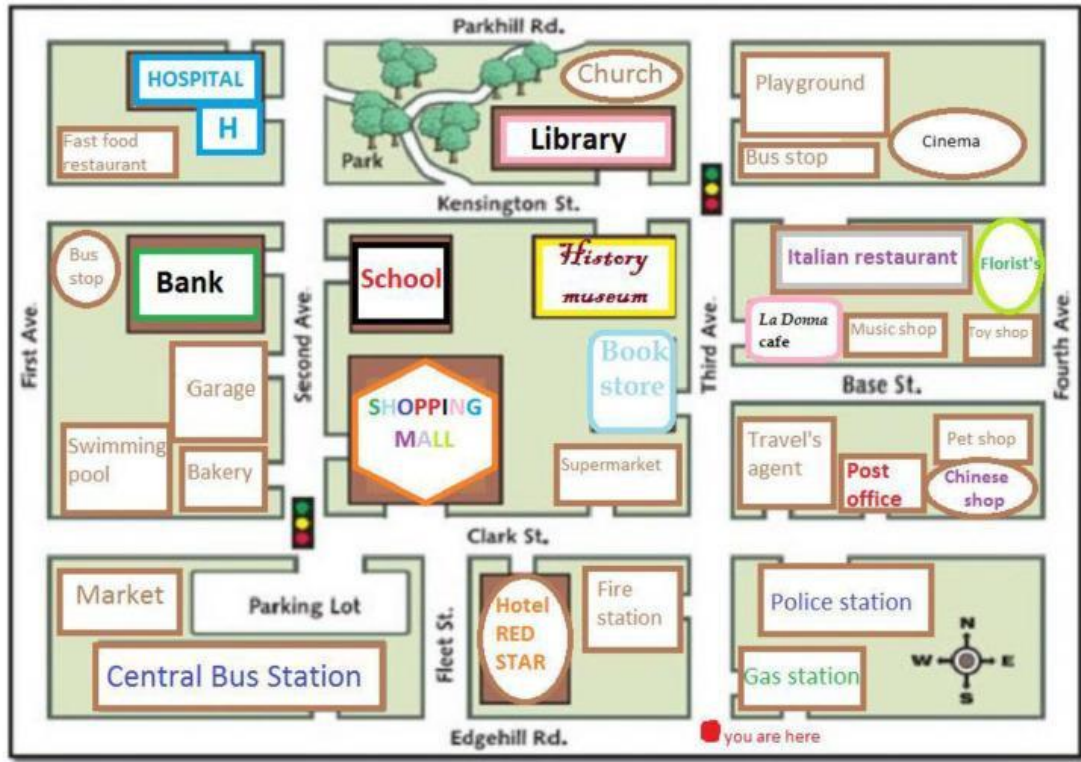 Parkhill Rd.
HOSPITAL
H
Fast food
restaurant
Park
Church
Library
Playground
Bus stop
Cinema
Kensington St.
Bus
stop
Bank
School
History
museum
Italian restaurant
Florist's
La Donna
cafe
Music shop
Toy shop
First Ave.
Second Ave.
Third Ave.
Fourth Ave.
Garage
Swimming
pool
Bakery
SHOPPING
MALL
Book
store
Supermarket
Base St.
Travel's
agent
Post
office
Pet shop
Chinese
shop
Clark St.
Market
Parking Lot
Central Bus Station
Fleet St.
Hotel
RED
STAR
Fire
station
Police station
Gas station
N
W
E
S
Edgehill Rd.
you are here